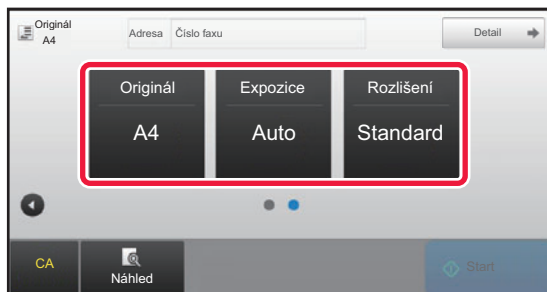 Originál
A4
Adresa
Číslo faxu
Detail
Originál
Expozice
Rozlišení
A4
Auto
Standard
CA
Náhled
Start